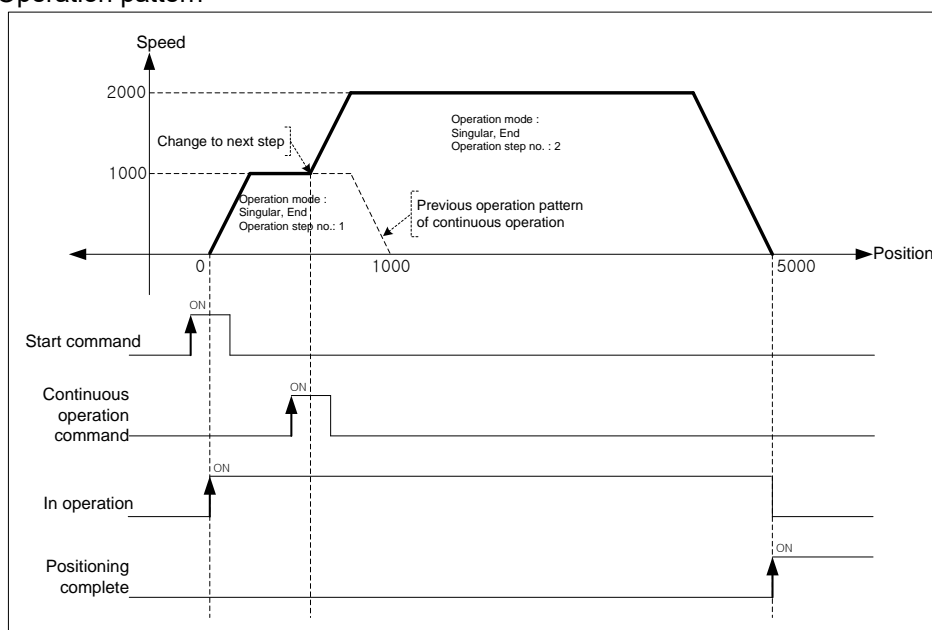 Operation pattern
Speed
2000
Operation mode :
Singular, End
Operation step no. : 2
Change to next step
1000
Operation mode :
Singular, End
Operation step no.: 1
Previous operation pattern
of continuous operation
Position
0
1000
5000
ON
Start command
ON
Continuous
operation
command
ON
In operation
ON
Positioning
complete